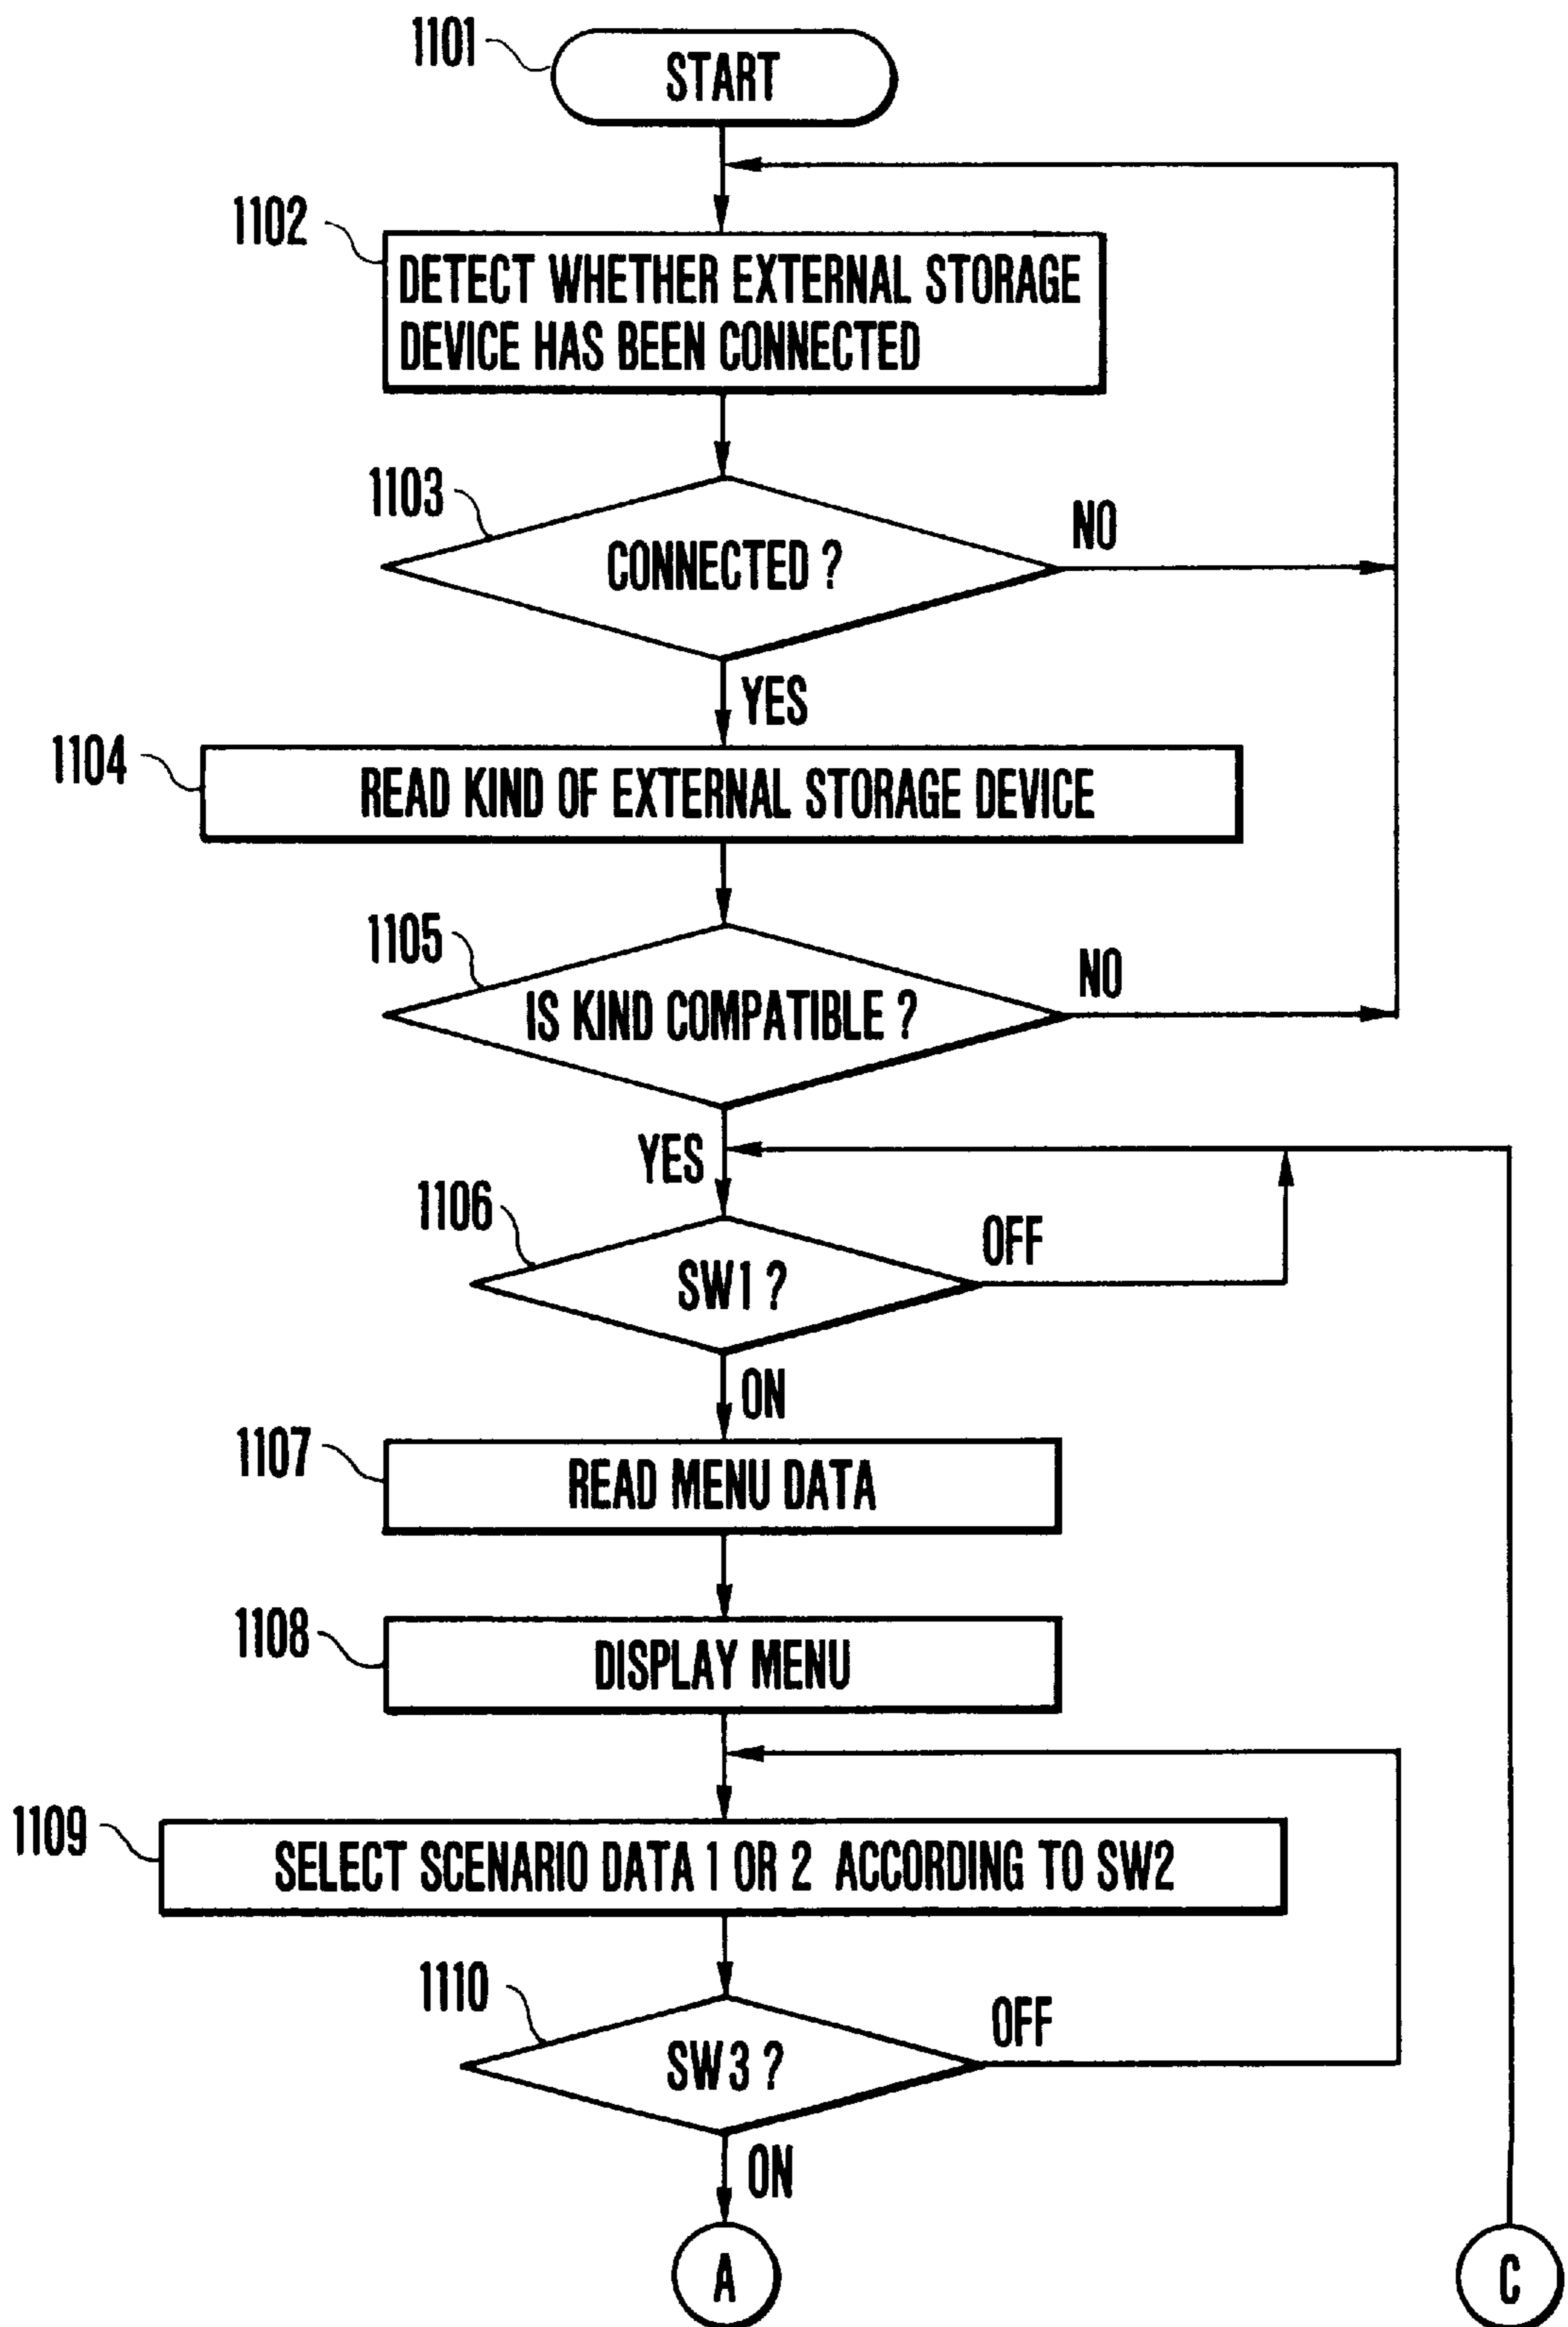 1101
START
1102
DETECT WHETHER EXTERNAL STORAGE
DEVICE HAS BEEN CONNECTED
1103
CONNECTED ?
NO
YES
1104
READ KIND OF EXTERNAL STORAGE DEVICE
1105
IS KIND COMPATIBLE ?
NO
YES
1106
SW1 ?
OFF
ON
1107
READ MENU DATA
1108
DISPLAY MENU
1109
SELECT SCENARIO DATA 1 OR 2 ACCORDING TO SW2
1110
SW3 ?
OFF
ON
A
C